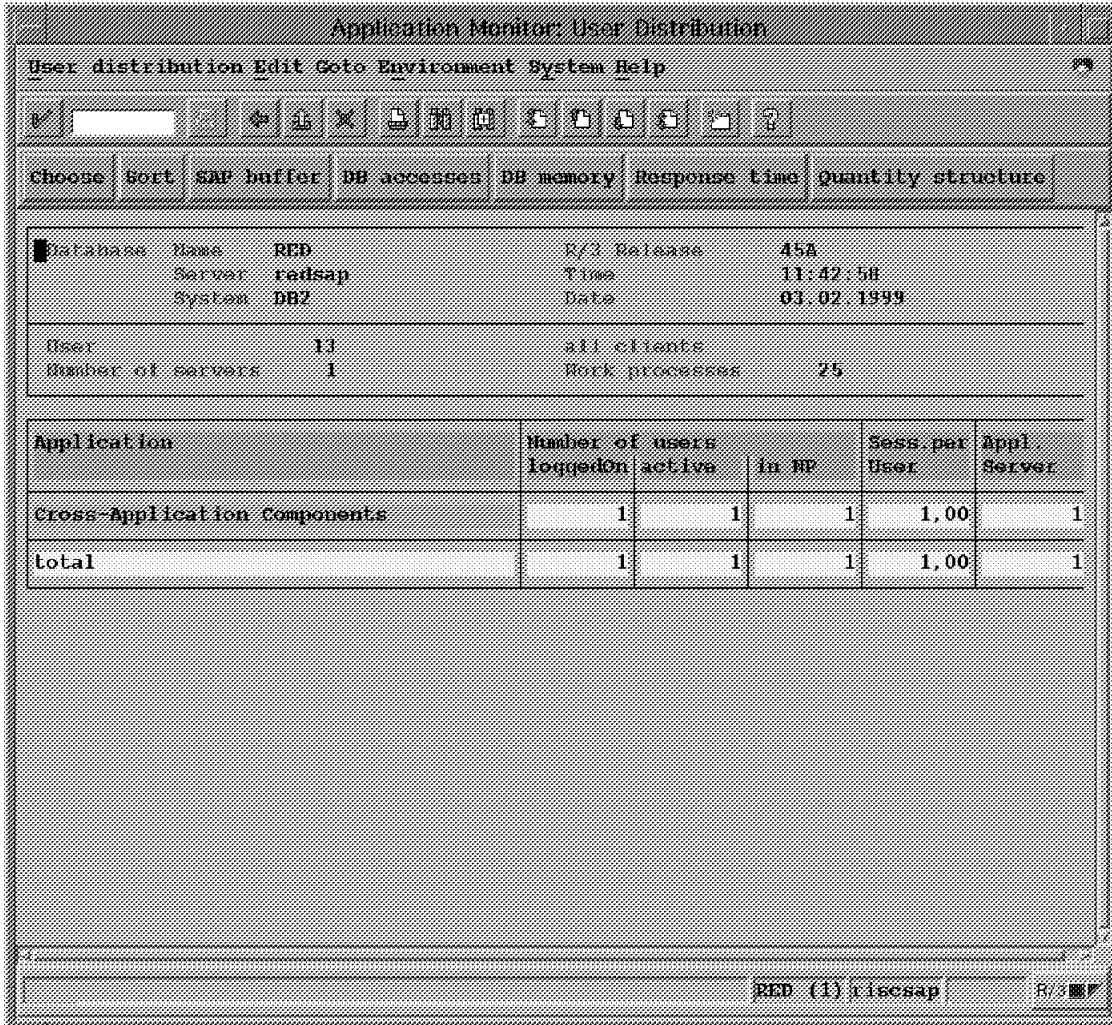 Application Monitor: User Distribution
User distribution Edit Goto Environment System Help
Choose Sort SAP buffer DB accesses DB memory Response time Quantity structure
Database Name RED R/3 Release 45A
Server redsap Time 11:42:58
System DB2 Date 03.02.1999
User 13 all clients
Number of servers 1 Work processes 25
Application Number of users Sess.per Appl.
loggedOn active in WP User Server
Cross-Application Components 1 1 1 1,00 1
total 1 1 1 1,00 1
RED (1) riscsap R/3